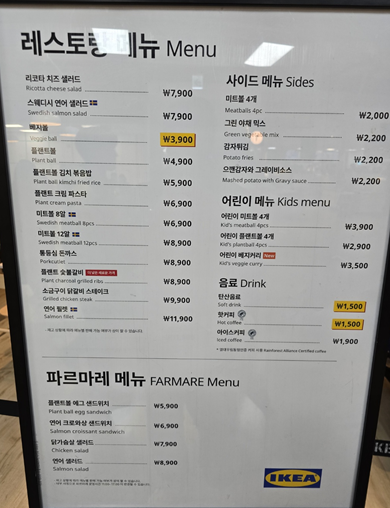 레스토랑 메뉴 Menu
리코타 치즈 샐러드
Ricotta cheese salad ₩7,900
스웨디시 연어 샐러드
Swedish salmon salad ₩7,900
베지볼
Veggie ball ₩3,900
플랜트볼
Plant ball ₩4,900
플랜트볼 김치 볶음밥
Plant ball kimchi fried rice ₩5,900
플랜트 크림 파스타
Plant cream pasta ₩6,900
미트볼 8알
Swedish meatball 8pcs ₩6,900
미트볼 12알
Swedish meatball 12pcs ₩8,900
통등심 돈까스
Porkcutlet ₩8,900
플랜트 숯불갈비
Plant charcoal grilled ribs ₩8,900
소금구이 닭갈비 스테이크
Grilled chicken steak ₩9,900
연어 필렛
Salmon fillet ₩11,900
사이드 메뉴 Sides
미트볼 4개
Meatballs 4pc ₩2,000
그린 야채 믹스
Green vegetable mix ₩2,200
감자튀김
Potato fries ₩2,200
으깬감자와 그레이비소스
Mashed potato with Gravy sauce ₩2,200
어린이 메뉴 Kids menu
어린이 미트볼 4개
Kid's meatball 4pc ₩3,900
어린이 플랜트볼 4개
Kid's plantball 4pc ₩2,900
어린이 베지커리 New
Kid's veggie curry ₩3,500
음료 Drink
탄산음료
Soft drink ₩1,500
핫커피
Hot coffee ₩1,500
아이스커피
Iced coffee ₩1,900
Rainforest Alliance Certified coffee
파르마레 메뉴 FARMARE Menu
플랜트볼 에그 샌드위치
Plant ball egg sandwich ₩5,900
연어 크로와상 샌드위치
Salmon croissant sandwich ₩6,900
닭가슴살 샐러드
Chicken salad ₩7,900
연어 샐러드
Salmon salad ₩8,900
IKEA